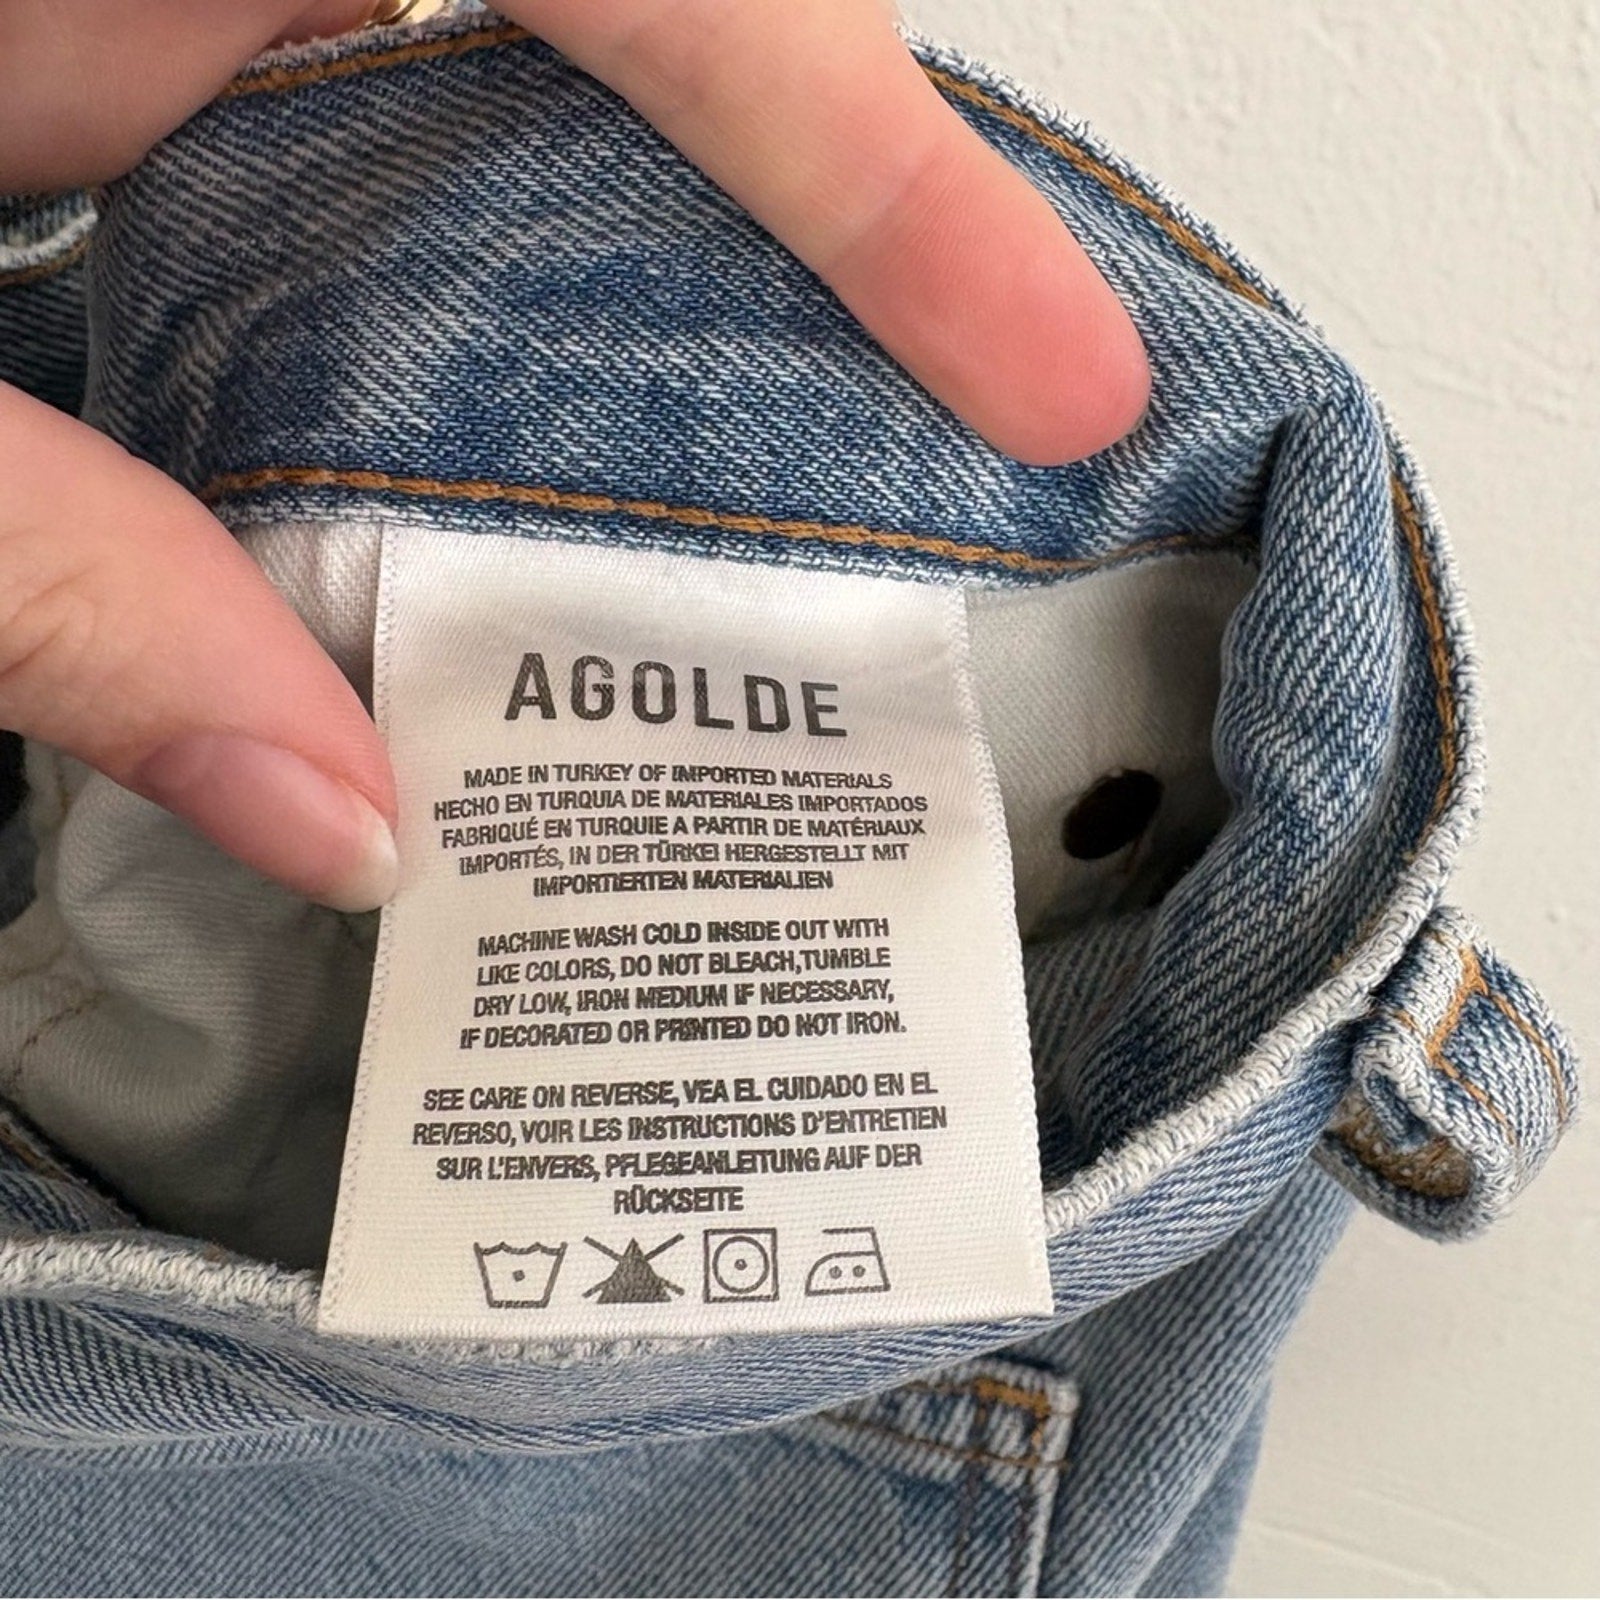 AGOLDE
MADE IN TURKEY OF IMPORTED MATERIALS
HECHO EN TURQUIA DE MATERIALES IMPORTADOS
FABRIQUÉ EN TURQUIE A PARTIR DE MATÉRIAUX
IMPORTÉS, IN DER TÜRKEI HERGESTELLT MIT
IMPORTIERTEN MATERIALIEN
MACHINE WASH COLD INSIDE OUT WITH
LIKE COLORS, DO NOT BLEACH,TUMBLE
DRY LOW, IRON MEDIUM IF NECESSARY,
IF DECORATED OR PRINTED DO NOT IRON.
SEE CARE ON REVERSE, VEA EL CUIDADO EN EL
REVERSO, VOIR LES INSTRUCTIONS D'ENTRETIEN
SUR L'ENVERS, PFLEGEANLEITUNG AUF DER
RÜCKSEITE